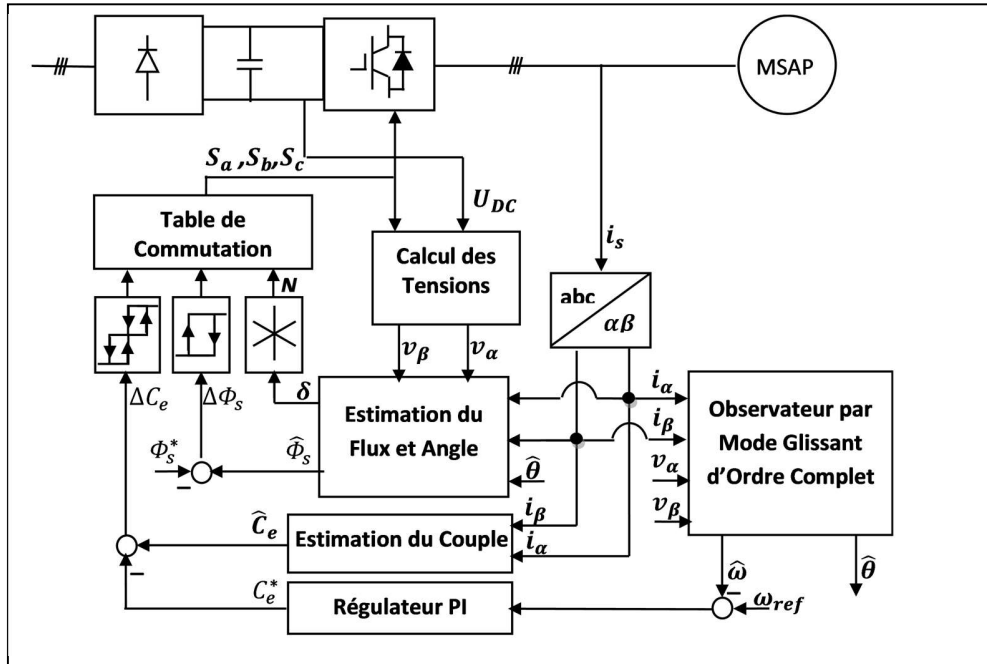 MSAP
S_a ,S_b,S_c
U_DC
Table de
Commutation
Calcul des
Tensions
i_s
N
abc
αβ
v_β
v_α
ΔC_e
ΔΦ_s
δ
Estimation du
Flux et Angle
i_α
i_β
v_α
v_β
Observateur par
Mode Glissant
d’Ordre Complet
Φ_s^*
Φ̂_s
θ̂
Ĉ_e
Estimation du Couple
i_β
i_α
ω̂
θ̂
C_e^*
Régulateur PI
ω_ref